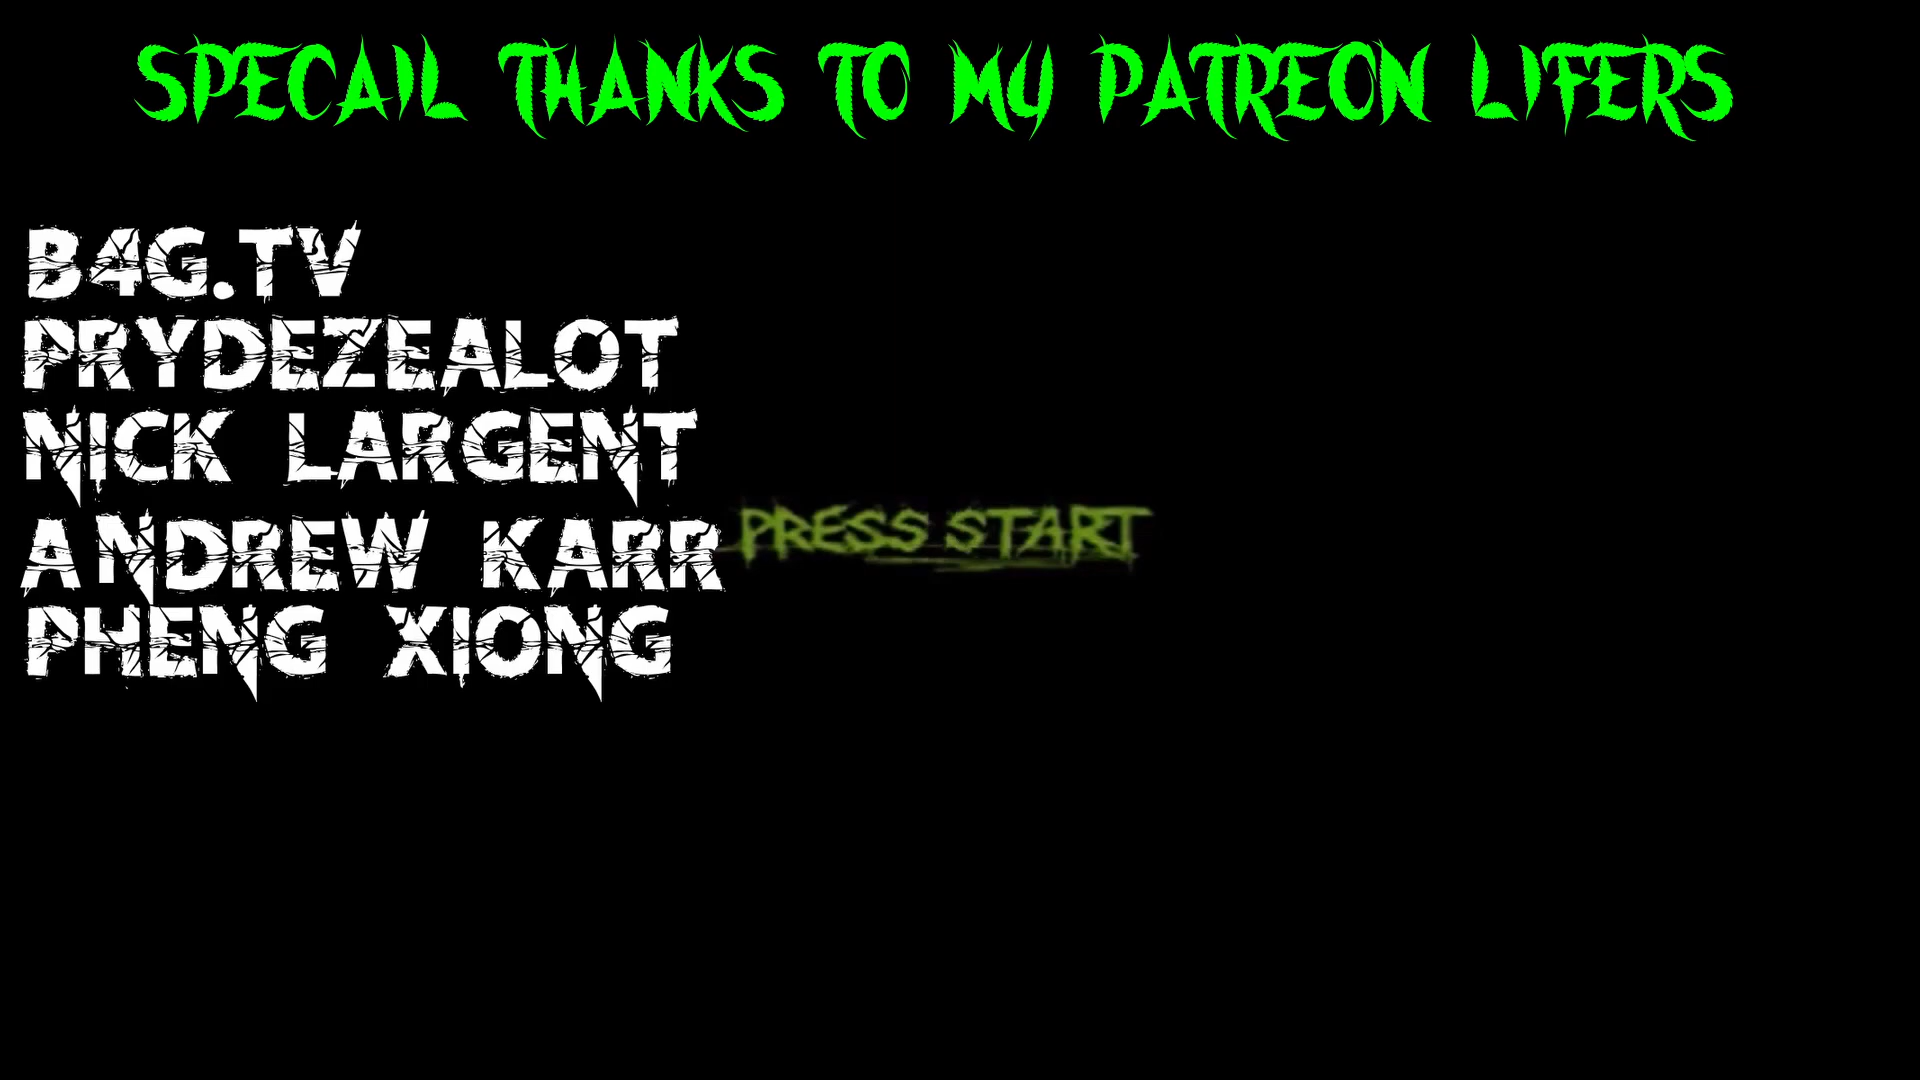 SPECAIL THANKS TO MY PATREON LIFERS
B4G.TV
PRYDEZEALOT
NICK LARGENT
ANDREW KARR
PRESS START
PHENG XIONG